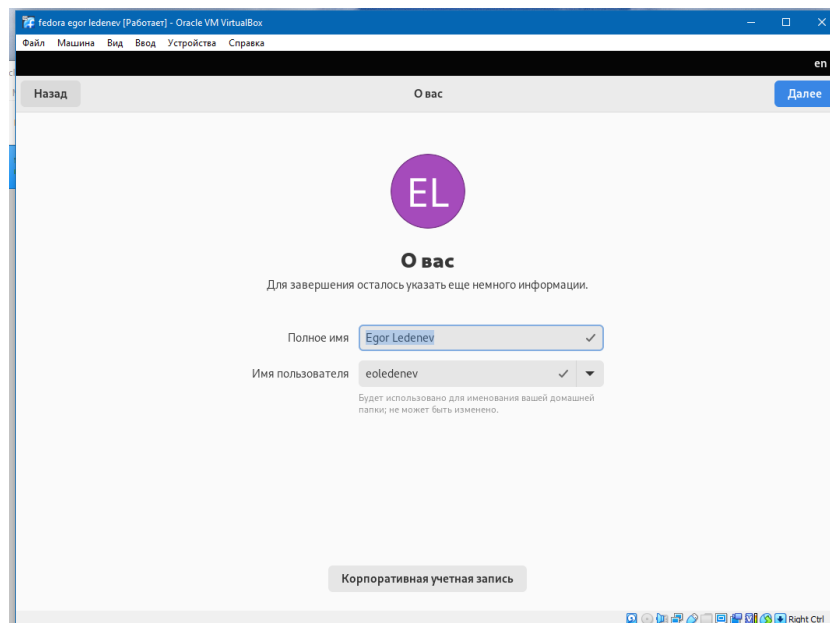 fedora egor ledenev [Работает] - Oracle VM VirtualBox
Файл Машина Вид Ввод Устройства Справка
en
Назад
О вас
Далее
EL
О вас
Для завершения осталось указать еще немного информации.
Полное имя
Egor Ledenev
Имя пользователя
eoledenev
Будет использовано для именования вашей домашней
папки; не может быть изменено.
Корпоративная учетная запись
Right Ctrl